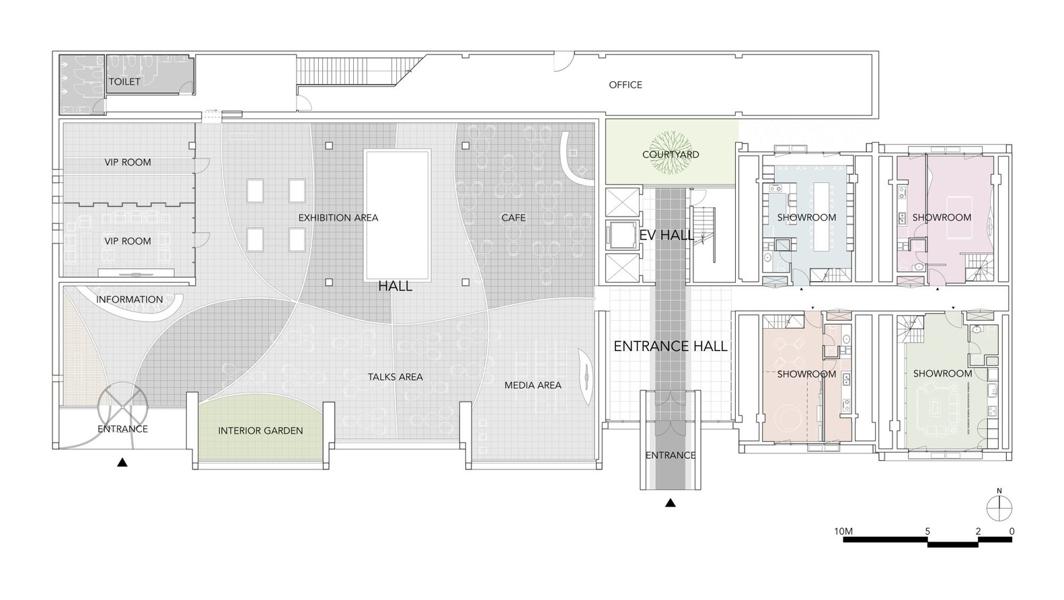 TOILET
OFFICE
COURTYARD
VIP ROOM
EXHIBITION AREA
CAFE
SHOWROOM
SHOWROOM
VIP ROOM
EV HALL
HALL
INFORMATION
ENTRANCE HALL
TALKS AREA
MEDIA AREA
SHOWROOM
SHOWROOM
ENTRANCE
INTERIOR GARDEN
ENTRANCE
N
10M 5 2 0